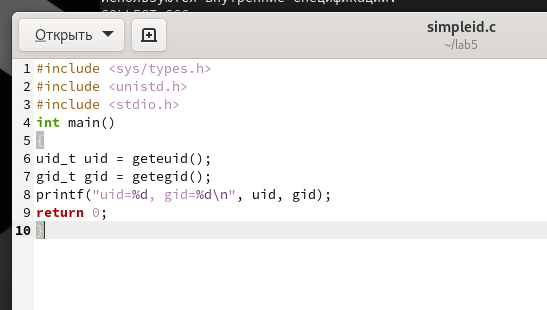 используются внутренние спецификации.
Открыть
simpleid.c
~/lab5
1 #include <sys/types.h>
2 #include <unistd.h>
3 #include <stdio.h>
4 int main()
5 {
6 uid_t uid = geteuid();
7 gid_t gid = getegid();
8 printf("uid=%d, gid=%d\n", uid, gid);
9 return 0;
10 }